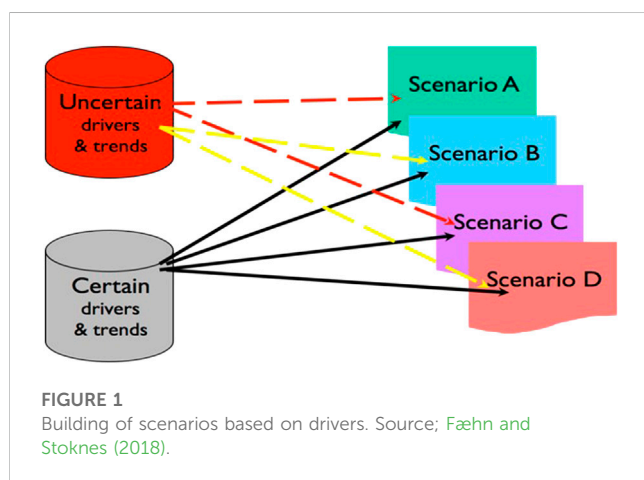 Uncertain
drivers
& trends
Scenario A
Scenario B
Scenario C
Scenario D
Certain
drivers
& trends
FIGURE 1
Building of scenarios based on drivers. Source; Fæhn and
Stoknes (2018).